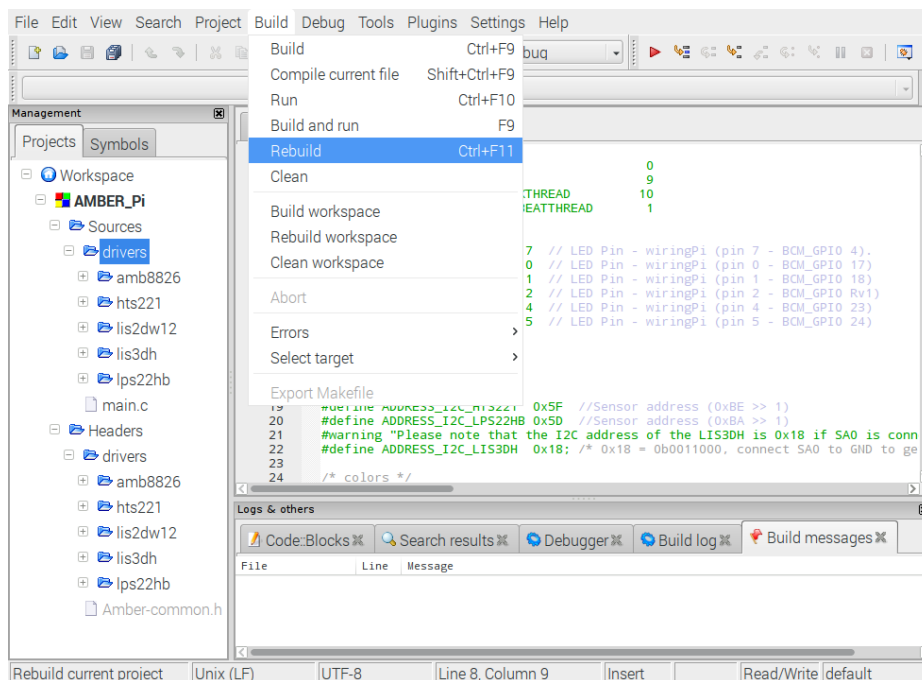 File Edit View Search Project Build Debug Tools Plugins Settings Help
Build Ctrl+F9
Compile current file Shift+Ctrl+F9
Run Ctrl+F10
Build and run F9
Rebuild Ctrl+F11
Clean
Build workspace
Rebuild workspace
Clean workspace
Abort
Errors
Select target
Export Makefile
Management
Projects Symbols
Workspace
AMBER_Pi
Sources
drivers
amb8826
hts221
lis2dw12
lis3dh
lps22hb
main.c
Headers
drivers
amb8826
hts221
lis2dw12
lis3dh
lps22hb
Amber-common.h
0
9
THREAD 10
EATTHREAD 1
7 // LED Pin - wiringPi (pin 7 - BCM_GPIO 4).
0 // LED Pin - wiringPi (pin 0 - BCM_GPIO 17)
1 // LED Pin - wiringPi (pin 1 - BCM_GPIO 18)
2 // LED Pin - wiringPi (pin 2 - BCM_GPIO Rv1)
4 // LED Pin - wiringPi (pin 4 - BCM_GPIO 23)
5 // LED Pin - wiringPi (pin 5 - BCM_GPIO 24)
19 #define ADDRESS_I2C_HTS221 0x5F //Sensor address (0xBE >> 1)
20 #define ADDRESS_I2C_LPS22HB 0x5D //Sensor address (0xBA >> 1)
21 #warning "Please note that the I2C address of the LIS3DH is 0x18 if SA0 is conn
22 #define ADDRESS_I2C_LIS3DH 0x18; /* 0x18 = 0b0011000, connect SA0 to GND to ge
23
24 /* colors */
Logs & others
Code::Blocks Search results Debugger Build log Build messages
File Line Message
Rebuild current project Unix (LF) UTF-8 Line 8, Column 9 Insert Read/Write default